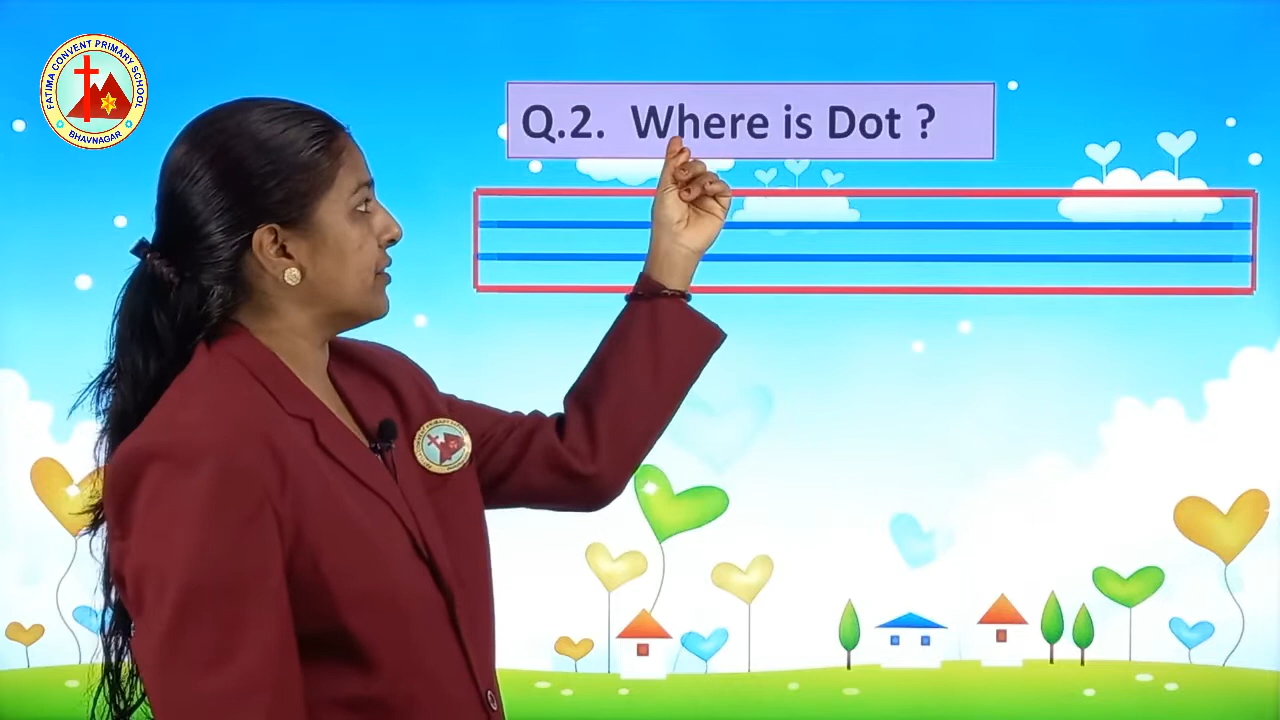 FATIMA CONVENT PRIMARY SCHOOL
BHAVNAGAR
Q.2. Where is Dot ?